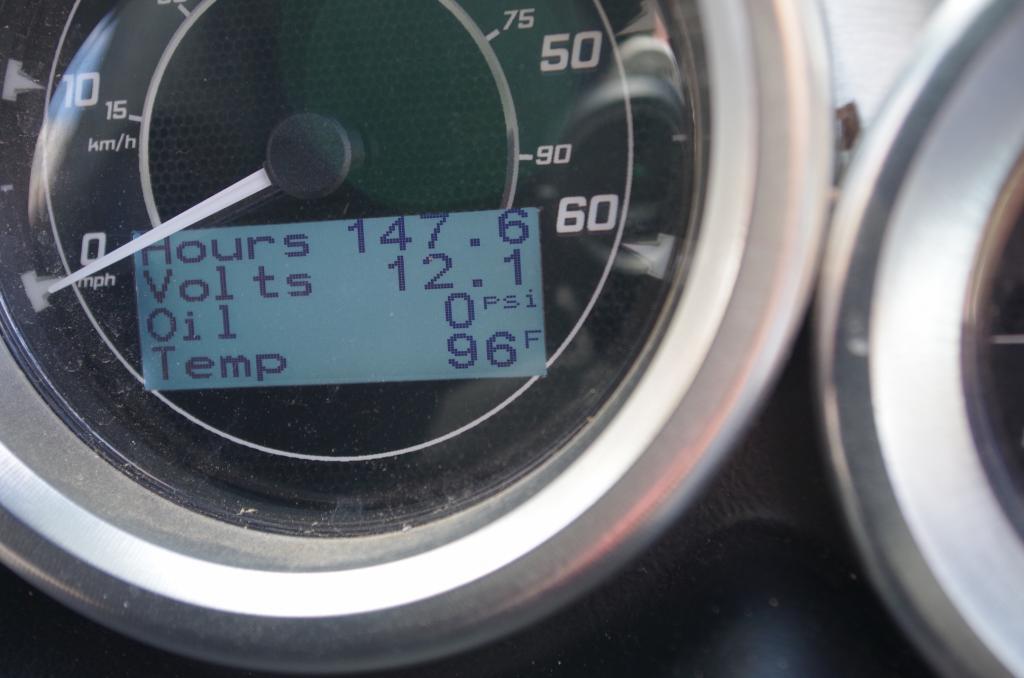 75
50
10
15
km/h
90
60
0
mph
Hours 147.6
Volts 12.1
Oil 0 psi
Temp 96 F